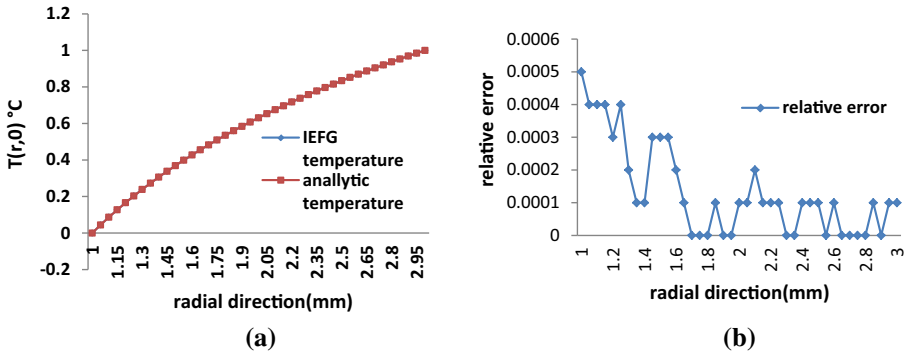 1.2
1
0.8
0.6
0.4
0.2
0
-0.2
T(r,0) °C
1 1.15 1.3 1.45 1.6 1.75 1.9 2.05 2.2 2.35 2.5 2.65 2.8 2.95
radial direction(mm)
IEFG
temperature
anallytic
temperature
(a)
0.0006
0.0005
0.0004
0.0003
0.0002
0.0001
0
relative error
1 1.2 1.4 1.6 1.8 2 2.2 2.4 2.6 2.8 3
radial direction(mm)
relative error
(b)